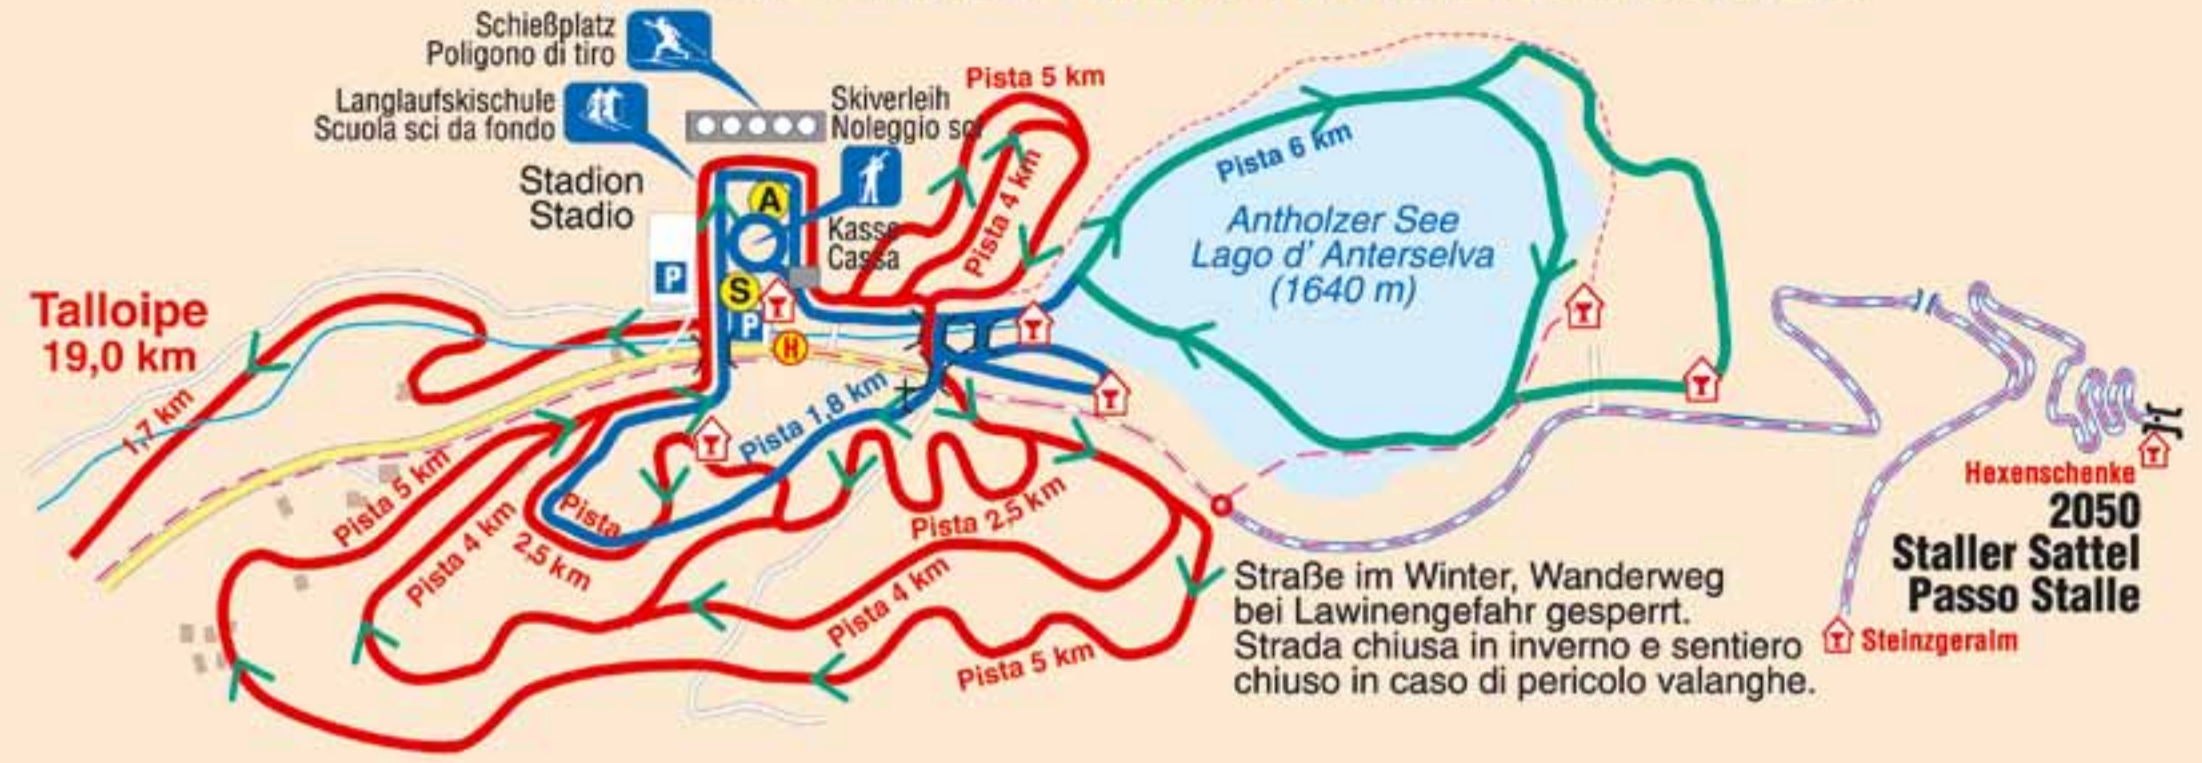 Schießplatz
Poligono di tiro
Langlaufskischule
Scuola sci da fondo
Skiverleih
Noleggio sci
Pista 5 km
Pista 4 km
Pista 6 km
Stadion
Stadio
A
Kasse
Cassa
P
S
P
H
Antholzer See
Lago d' Anterselva
(1640 m)
Talloipe
19,0 km
1,7 km
Pista 1,8 km
Pista 5 km
Pista 4 km
Pista
2,5 km
Pista 2,5 km
Pista 4 km
Pista 5 km
Hexenschenke
2050
Staller Sattel
Passo Stalle
Straße im Winter, Wanderweg
bei Lawinengefahr gesperrt.
Strada chiusa in inverno e sentiero
chiuso in caso di pericolo valanghe.
Steinzgeralm